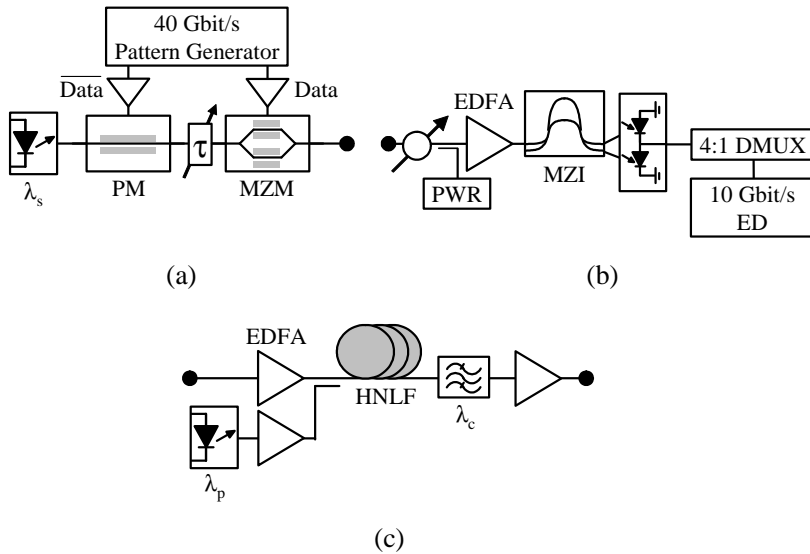 40 Gbit/s
Pattern Generator
Data
Data
λs
PM
τ
MZM
(a)
EDFA
PWR
MZI
4:1 DMUX
10 Gbit/s
ED
(b)
EDFA
HNLF
λc
λp
(c)